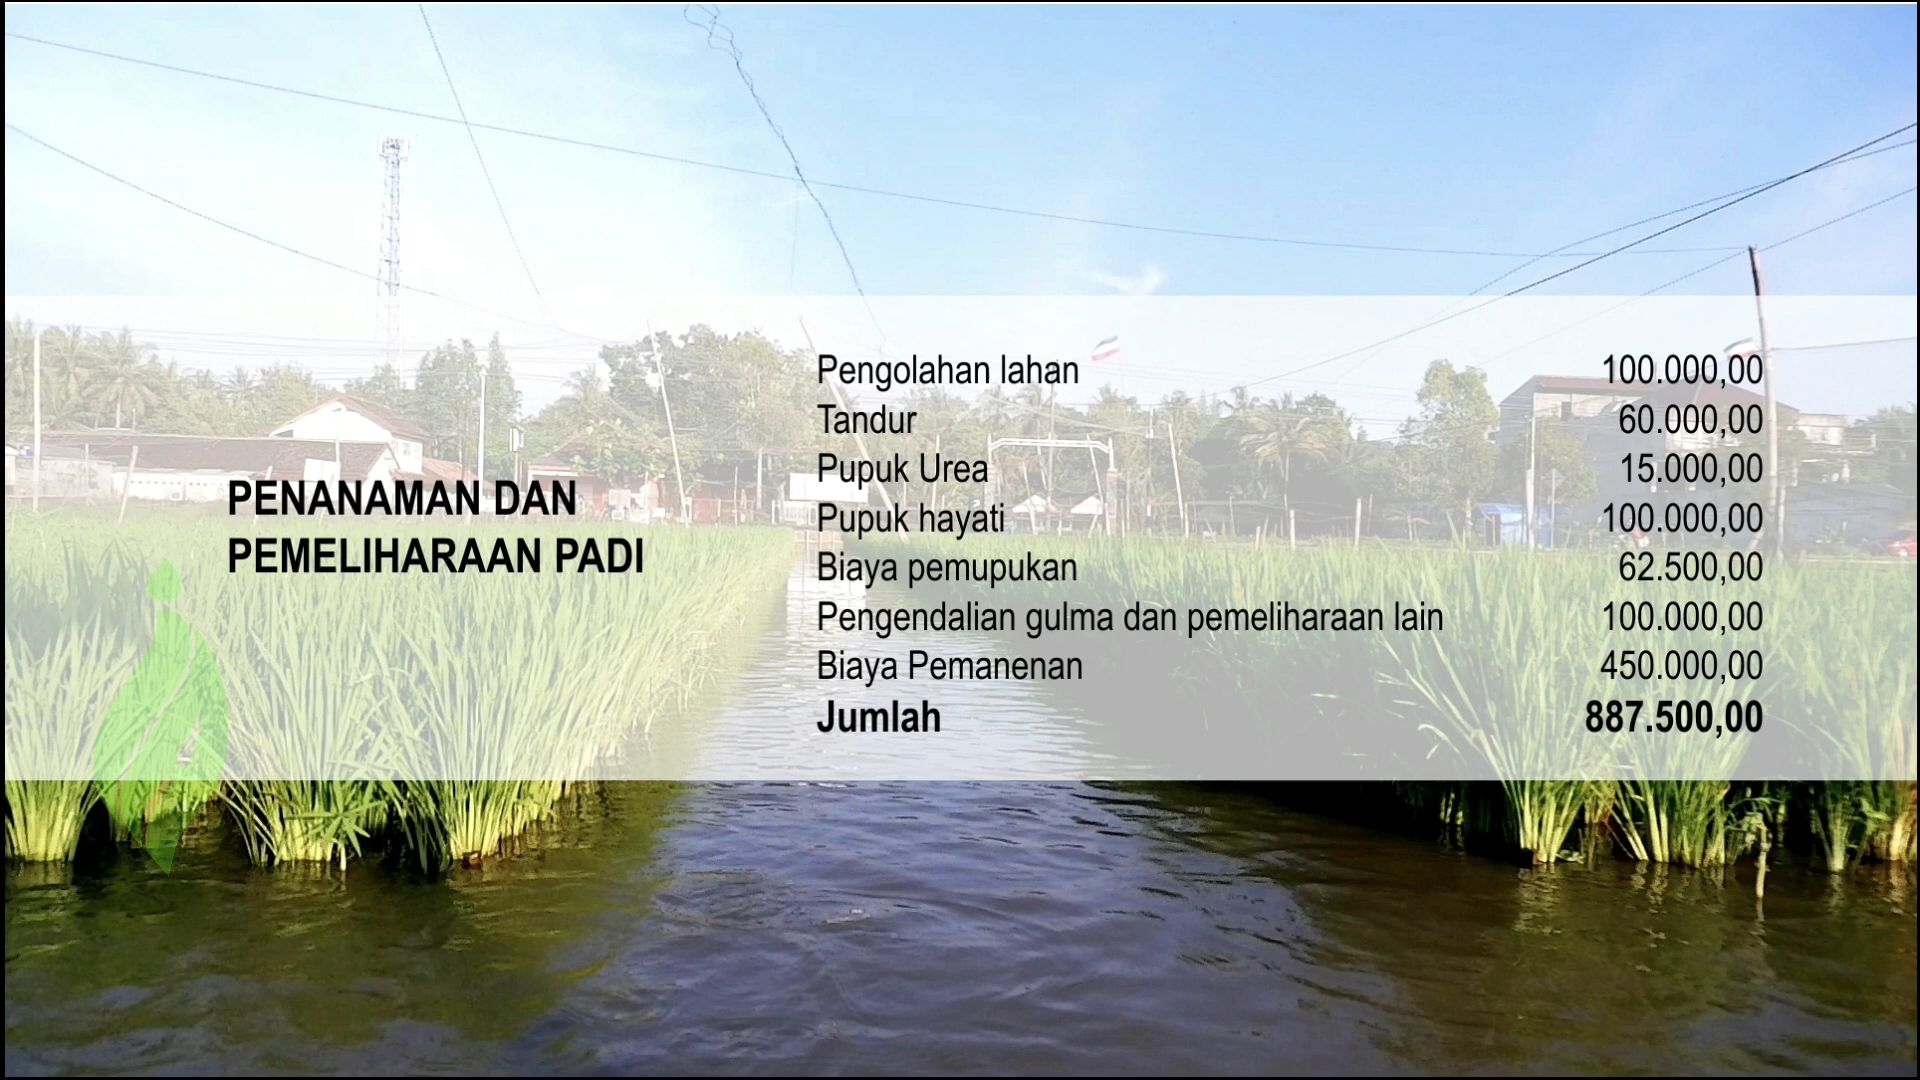 PENANAMAN DAN
PEMELIHARAAN PADI
Pengolahan lahan 100.000,00
Tandur 60.000,00
Pupuk Urea 15.000,00
Pupuk hayati 100.000,00
Biaya pemupukan 62.500,00
Pengendalian gulma dan pemeliharaan lain 100.000,00
Biaya Pemanenan 450.000,00
Jumlah 887.500,00